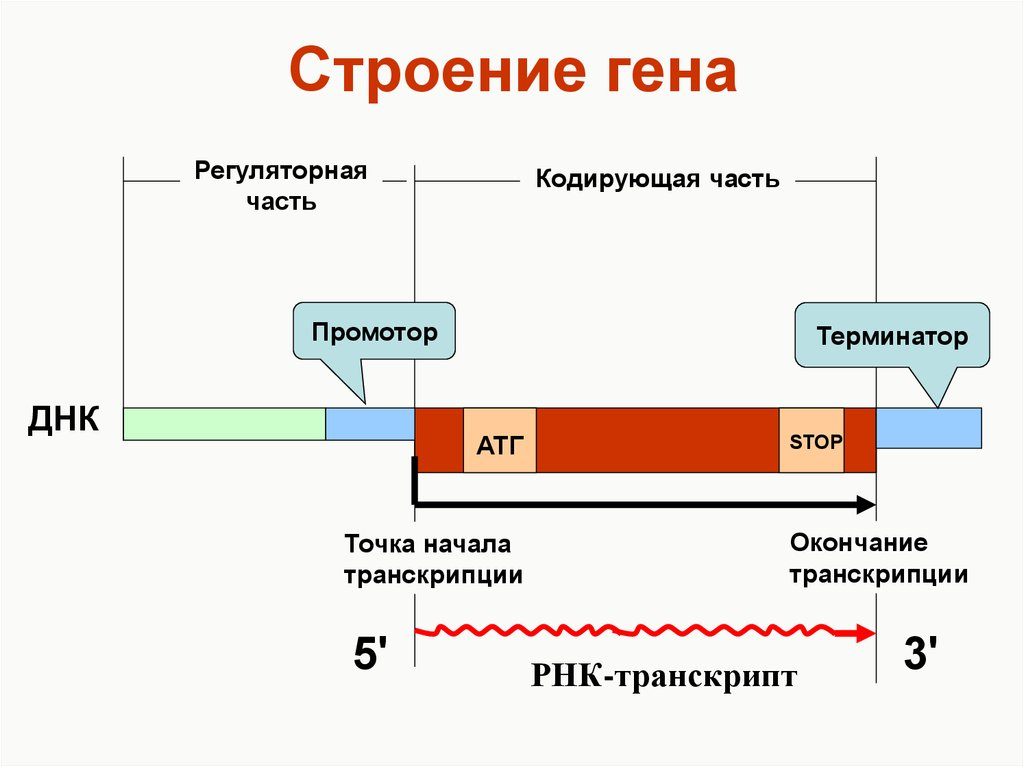 Строение гена
Регуляторная
часть
Кодирующая часть
Промотор
Терминатор
ДНК
АТГ
STOP
Точка начала
транскрипции
Окончание
транскрипции
5'
РНК-транскрипт
3'